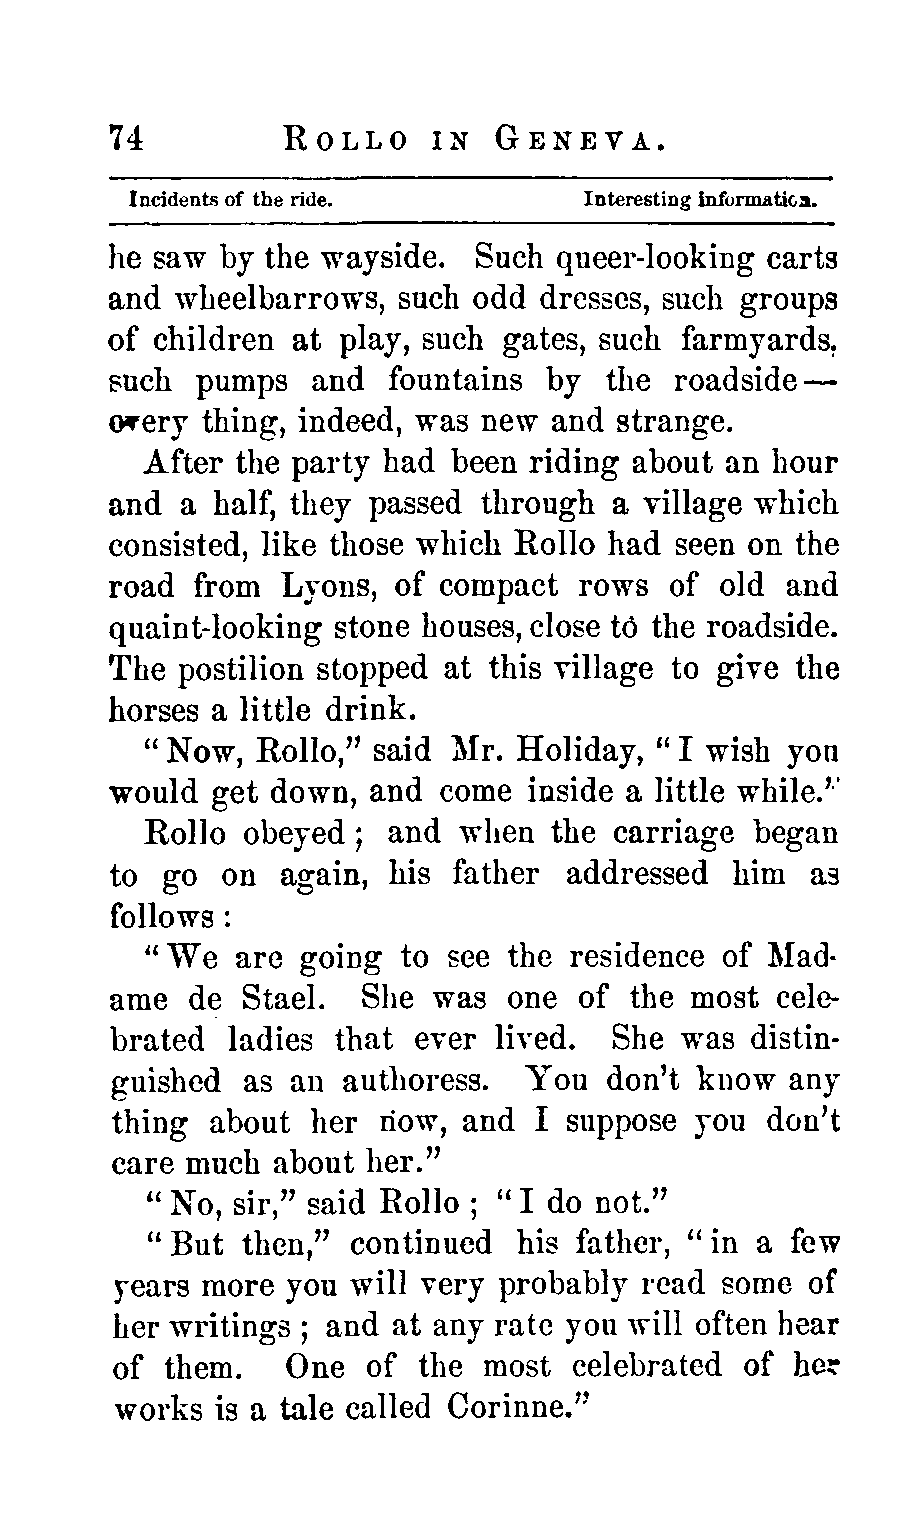 74 ROLLO IN GENEVA.
Incidents of the ride. Interesting information.
he saw by the wayside. Such queer-looking carts
and wheelbarrows, such odd dresses, such groups
of children at play, such gates, such farmyards,
such pumps and fountains by the roadside—
every thing, indeed, was new and strange.
After the party had been riding about an hour
and a half, they passed through a village which
consisted, like those which Rollo had seen on the
road from Lyons, of compact rows of old and
quaint-looking stone houses, close to the roadside.
The postilion stopped at this village to give the
horses a little drink.
"Now, Rollo," said Mr. Holiday, "I wish you
would get down, and come inside a little while."
Rollo obeyed; and when the carriage began
to go on again, his father addressed him as
follows:
"We are going to see the residence of Mad-
ame de Stael. She was one of the most cele-
brated ladies that ever lived. She was distin-
guished as an authoress. You don't know any
thing about her now, and I suppose you don't
care much about her."
"No, sir," said Rollo; "I do not."
"But then," continued his father, "in a few
years more you will very probably read some of
her writings; and at any rate you will often hear
of them. One of the most celebrated of her
works is a tale called Corinne."